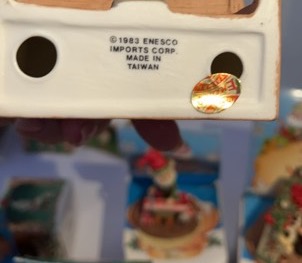 ©1983 ENESCO
IMPORTS CORP.
MADE IN
TAIWAN